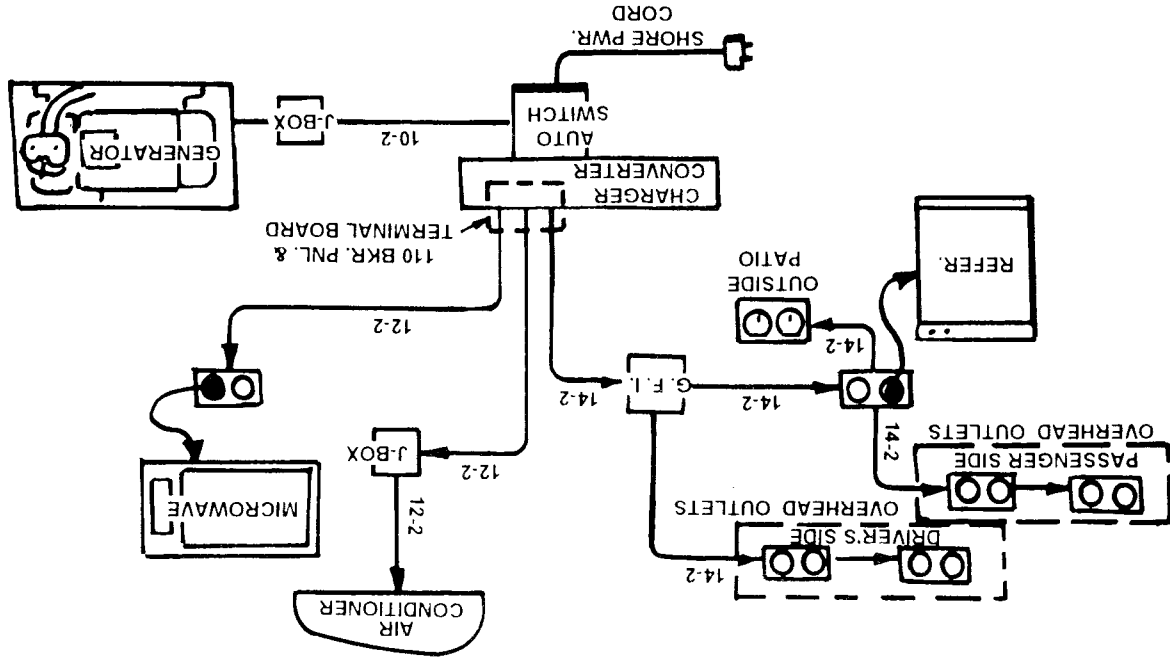 AIR
CONDITIONER
14-2
DRIVER'S SIDE
OVERHEAD OUTLETS
12-2
MICROWAVE
PASSENGER SIDE
OVERHEAD OUTLETS
14-2
12-2
J-BOX
14-2
G.F.I.
14-2
14-2
12-2
REFER.
OUTSIDE
PATIO
110 BKR. PNL. &
TERMINAL BOARD
CHARGER
CONVERTER
AUTO
SWITCH
10-2
J-BOX
GENERATOR
SHORE PWR.
CORD